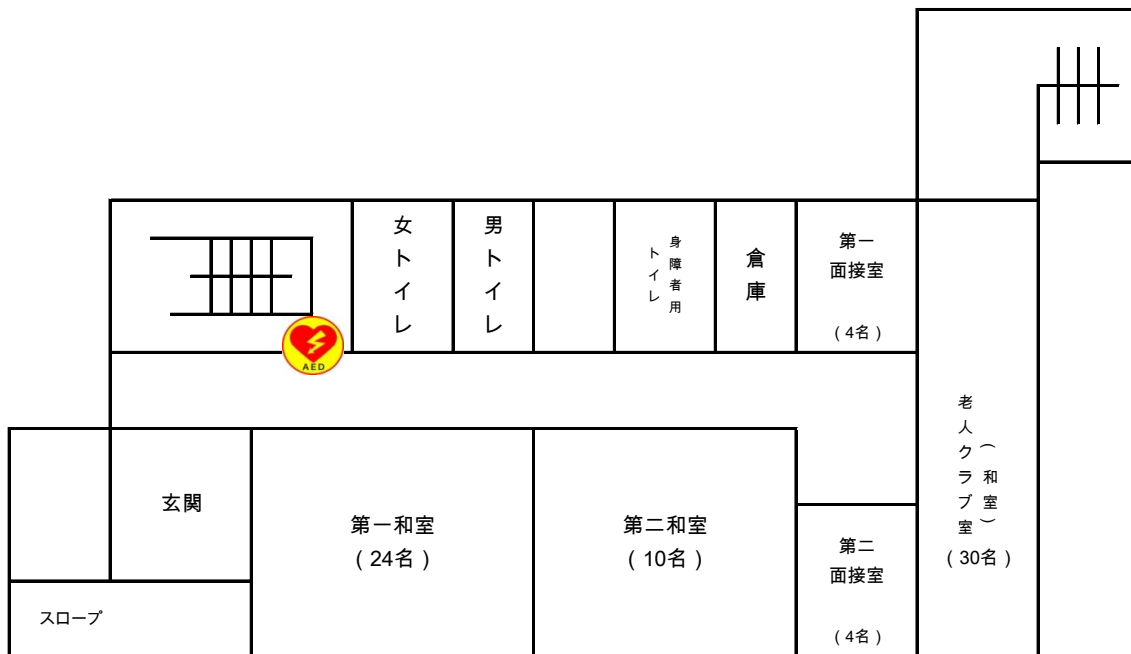 女トイレ
男トイレ
身障者用
トイレ
倉庫
第一
面接室
(4名)
AED
老人クラブ室
(和室)
(30名)
玄関
第一和室
(24名)
第二和室
(10名)
第二
面接室
(4名)
スロープ